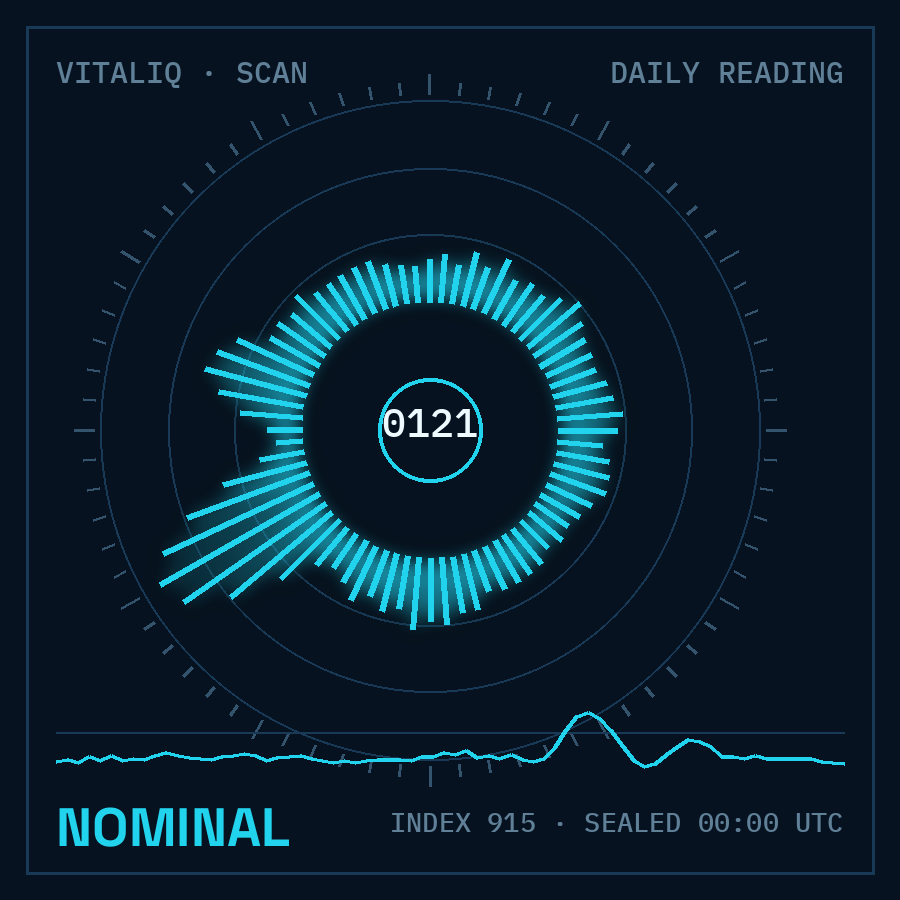 VITALIQ · SCAN
DAILY READING
0121
NOMINAL
INDEX 915 · SEALED 00:00 UTC